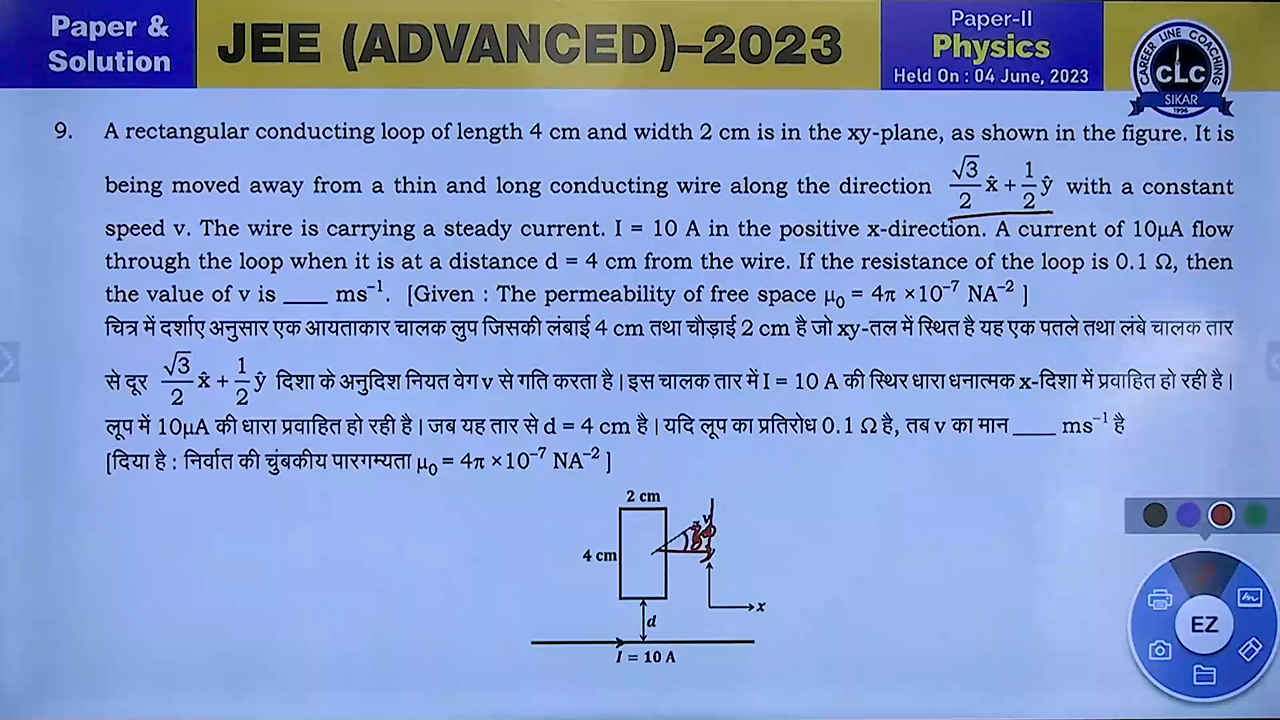 Paper &
Solution
JEE (ADVANCED)–2023
Paper-II
Physics
Held On : 04 June, 2023
CAREER LINE COACHING
CLC
SIKAR
1996
9. A rectangular conducting loop of length 4 cm and width 2 cm is in the xy-plane, as shown in the figure. It is
being moved away from a thin and long conducting wire along the direction √3/2 x̂ + 1/2 ŷ with a constant
speed v. The wire is carrying a steady current. I = 10 A in the positive x-direction. A current of 10μA flow
through the loop when it is at a distance d = 4 cm from the wire. If the resistance of the loop is 0.1 Ω, then
the value of v is ____ ms⁻¹. [Given : The permeability of free space μ₀ = 4π ×10⁻⁷ NA⁻² ]
चित्र में दर्शाए अनुसार एक आयताकार चालक लुप जिसकी लंबाई 4 cm तथा चौड़ाई 2 cm है जो xy-तल में स्थित है यह एक पतले तथा लंबे चालक तार
से दूर √3/2 x̂ + 1/2 ŷ दिशा के अनुदिश नियत वेग v से गति करता है। इस चालक तार में I = 10 A की स्थिर धारा धनात्मक x-दिशा में प्रवाहित हो रही है।
लूप में 10μA की धारा प्रवाहित हो रही है। जब यह तार से d = 4 cm है। यदि लूप का प्रतिरोध 0.1 Ω है, तब v का मान ____ ms⁻¹ है
[दिया है : निर्वात की चुंबकीय पारगम्यता μ₀ = 4π ×10⁻⁷ NA⁻² ]
2 cm
v
4 cm
x
d
I = 10 A
EZ